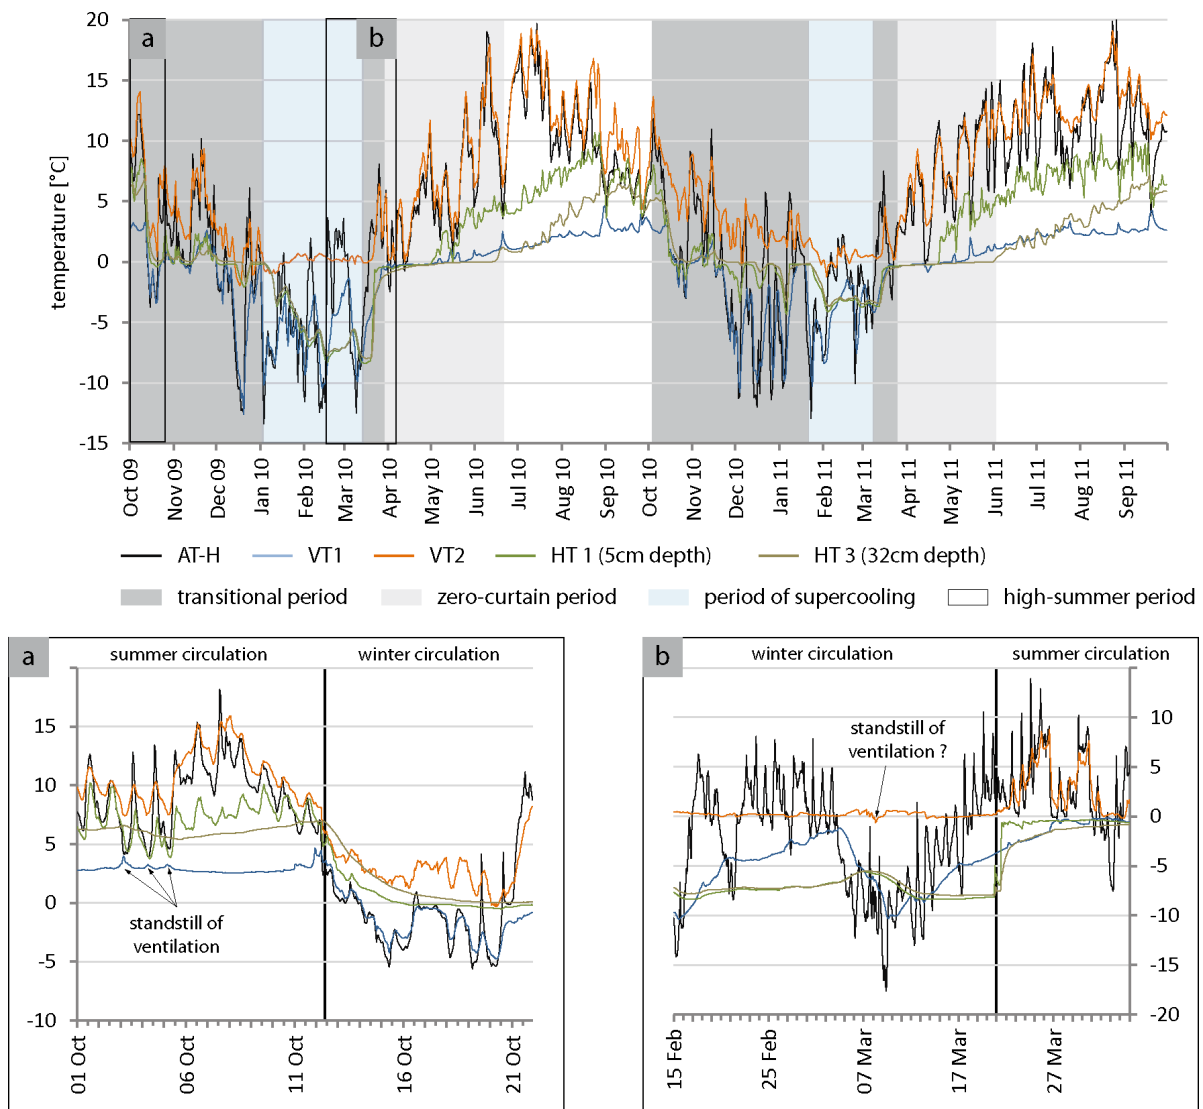 a
b
temperature [°C]
20
15
10
5
0
-5
-10
-15
Oct 09
Nov 09
Dec 09
Jan 10
Feb 10
Mar 10
Apr 10
May 10
Jun 10
Jul 10
Aug 10
Sep 10
Oct 10
Nov 10
Dec 10
Jan 11
Feb 11
Mar 11
Apr 11
May 11
Jun 11
Jul 11
Aug 11
Sep 11
AT-H VT1 VT2 HT 1 (5cm depth) HT 3 (32cm depth)
transitional period zero-curtain period period of supercooling high-summer period
a
summer circulation winter circulation
15
10
5
0
-5
-10
standstill of
ventilation
01 Oct
06 Oct
11 Oct
16 Oct
21 Oct
b
winter circulation summer circulation
standstill of
ventilation ?
10
5
0
-5
-10
-15
-20
15 Feb
25 Feb
07 Mar
17 Mar
27 Mar